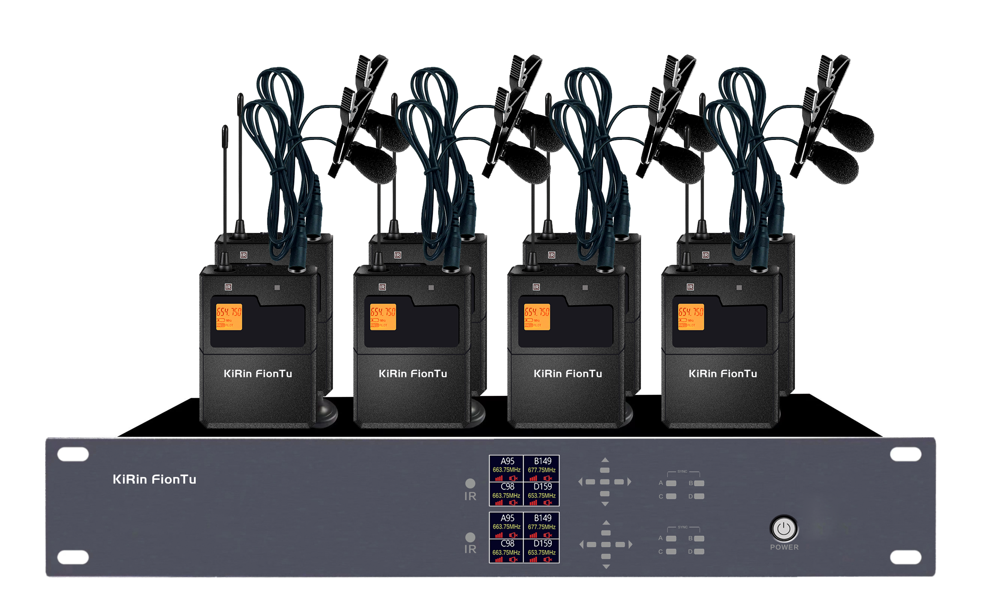 IR
IR
IR
IR
IR
IR
IR
IR
654.750
MHz
FREQ PILOT
654.750
MHz
FREQ PILOT
654.750
MHz
FREQ PILOT
654.750
MHz
FREQ PILOT
KiRin FionTu
KiRin FionTu
KiRin FionTu
KiRin FionTu
KiRin FionTu
IR
A95 B149
663.75MHz 677.75MHz
C98 D159
663.75MHz 653.75MHz
SYNC
A B
C D
IR
A95 B149
663.75MHz 677.75MHz
C98 D159
663.75MHz 653.75MHz
SYNC
A B
C D
POWER